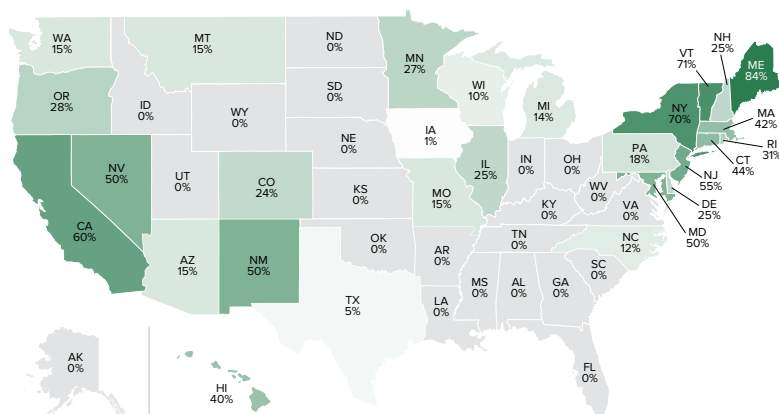 WA
15%
MT
15%
ND
0%
MN
27%
NH
25%
VT
71%
ME
84%
OR
28%
ID
0%
WY
0%
SD
0%
WI
10%
MI
14%
NY
70%
MA
42%
RI
31%
CT
44%
NJ
55%
DE
25%
MD
50%
PA
18%
NE
0%
IA
1%
IL
25%
IN
0%
OH
0%
NV
50%
UT
0%
CO
24%
KS
0%
MO
15%
KY
0%
WV
0%
VA
0%
CA
60%
AZ
15%
NM
50%
OK
0%
AR
0%
TN
0%
NC
12%
SC
0%
TX
5%
LA
0%
MS
0%
AL
0%
GA
0%
FL
0%
AK
0%
HI
40%